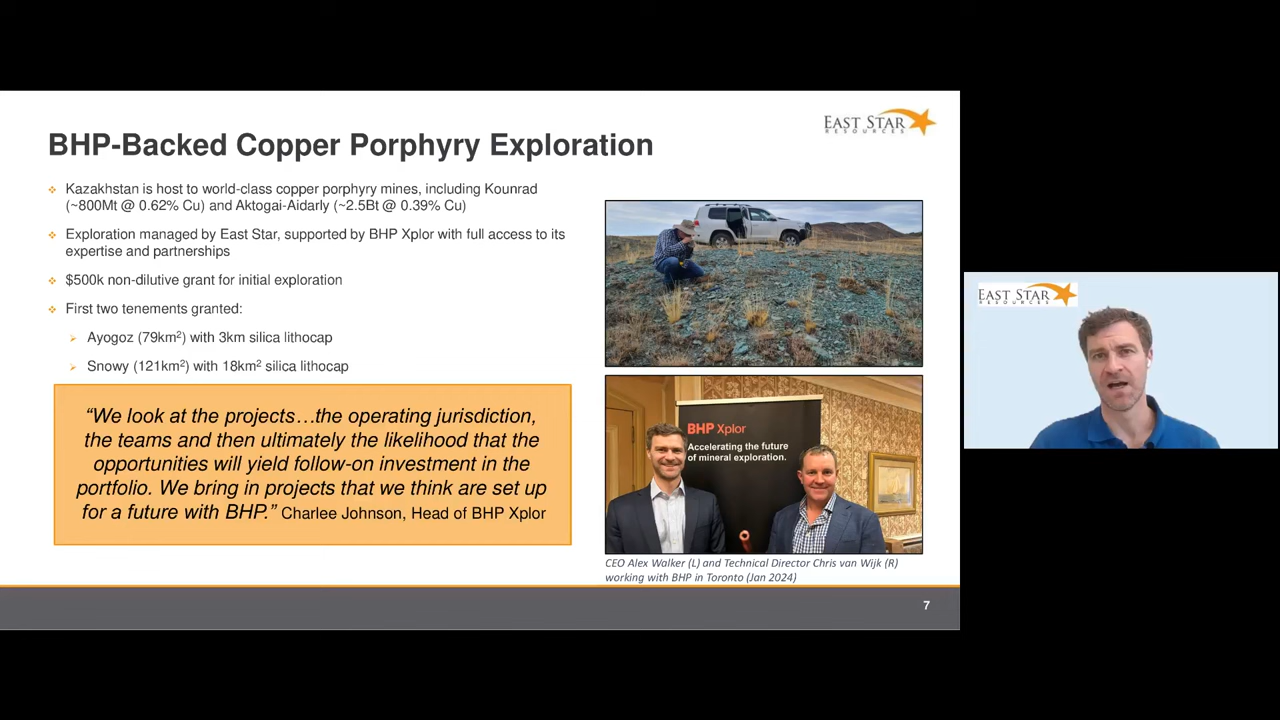 EAST STAR
RESOURCES
BHP-Backed Copper Porphyry Exploration
Kazakhstan is host to world-class copper porphyry mines, including Kounrad
(~800Mt @ 0.62% Cu) and Aktogai-Aidarly (~2.5Bt @ 0.39% Cu)
Exploration managed by East Star, supported by BHP Xplor with full access to its
expertise and partnerships
$500k non-dilutive grant for initial exploration
First two tenements granted:
Ayogoz (79km²) with 3km silica lithocap
Snowy (121km²) with 18km² silica lithocap
“We look at the projects…the operating jurisdiction,
the teams and then ultimately the likelihood that the
opportunities will yield follow-on investment in the
portfolio. We bring in projects that we think are set up
for a future with BHP.” Charlee Johnson, Head of BHP Xplor
BHP Xplor
Accelerating the future
of mineral exploration.
CEO Alex Walker (L) and Technical Director Chris van Wijk (R)
working with BHP in Toronto (Jan 2024)
7
EAST STAR
RESOURCES